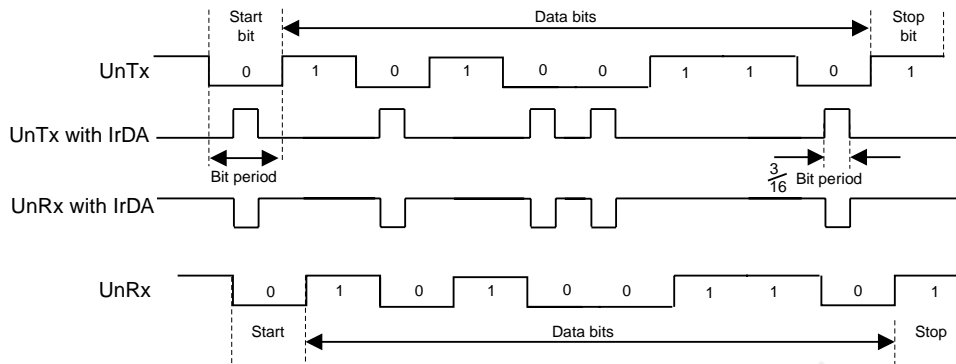 Start bit
Data bits
Stop bit
UnTx
0 1 0 1 0 0 1 1 0 1
UnTx with IrDA
Bit period
3/16 Bit period
UnRx with IrDA
UnRx
0 1 0 1 0 0 1 1 0 1
Start
Data bits
Stop